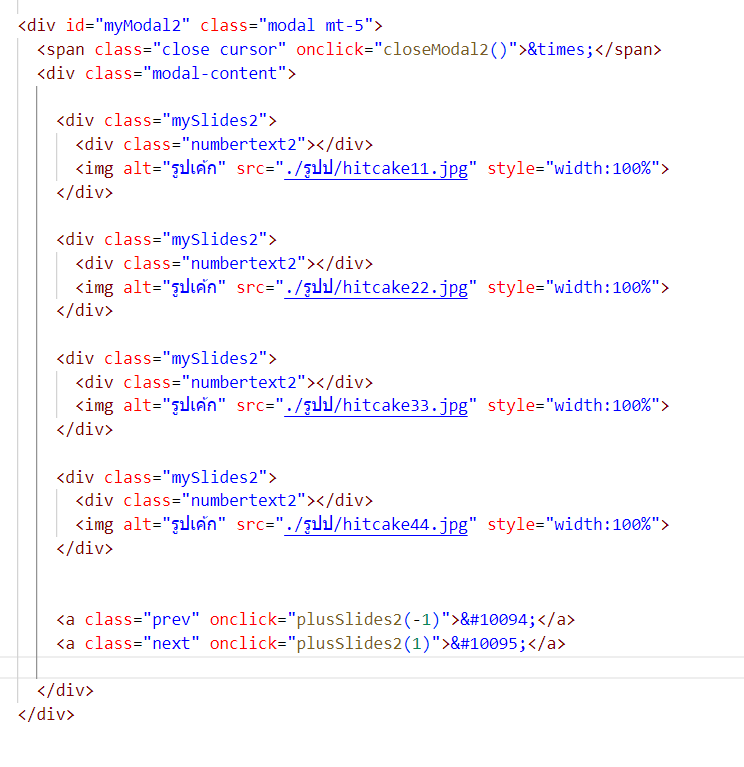 <div id="myModal2" class="modal mt-5">
<span class="close cursor" onclick="closeModal2()">&times;</span>
<div class="modal-content">
<div class="mySlides2">
<div class="numbertext2"></div>
<img alt="รูปเค้ก" src="./รูปป/hitcake11.jpg" style="width:100%">
</div>
<div class="mySlides2">
<div class="numbertext2"></div>
<img alt="รูปเค้ก" src="./รูปป/hitcake22.jpg" style="width:100%">
</div>
<div class="mySlides2">
<div class="numbertext2"></div>
<img alt="รูปเค้ก" src="./รูปป/hitcake33.jpg" style="width:100%">
</div>
<div class="mySlides2">
<div class="numbertext2"></div>
<img alt="รูปเค้ก" src="./รูปป/hitcake44.jpg" style="width:100%">
</div>
<a class="prev" onclick="plusSlides2(-1)">&#10094;</a>
<a class="next" onclick="plusSlides2(1)">&#10095;</a>
</div>
</div>